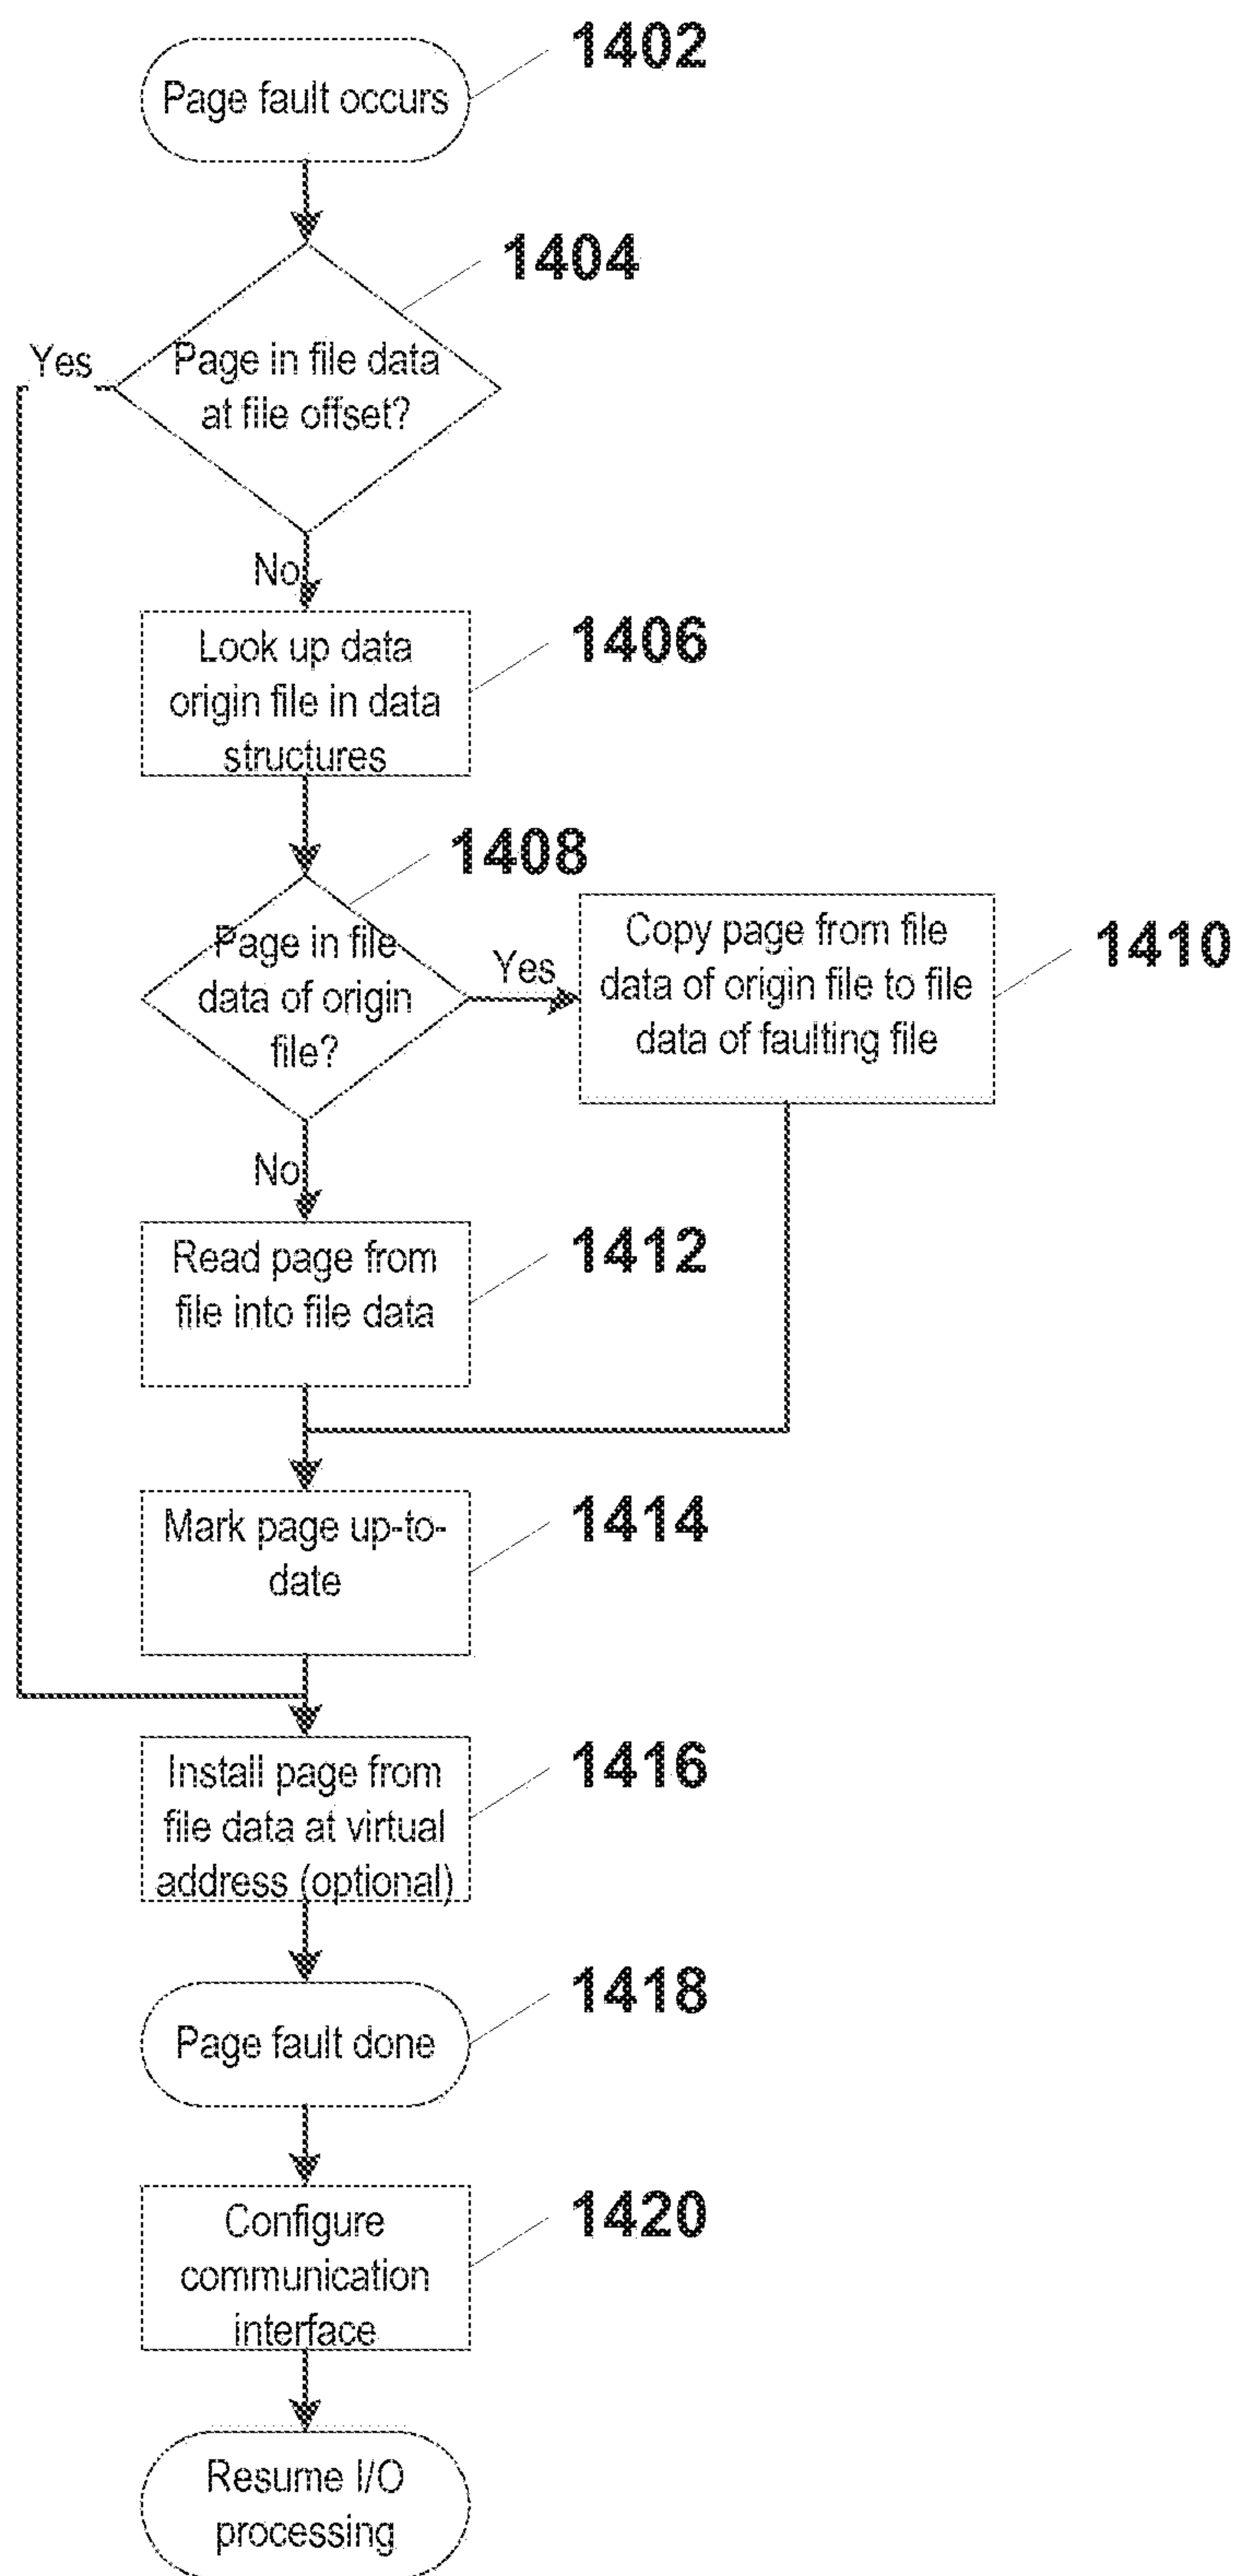 1402
Page fault occurs
1404
Yes
Page in file data
at file offset?
No
1406
Look up data
origin file in data
structures
1408
Page in file
data of origin
file?
Yes
Copy page from file
data of origin file to file
data of faulting file
1410
No
1412
Read page from
file into file data
1414
Mark page up-to-
date
1416
Install page from
file data at virtual
address (optional)
1418
Page fault done
1420
Configure
communication
interface
Resume I/O
processing